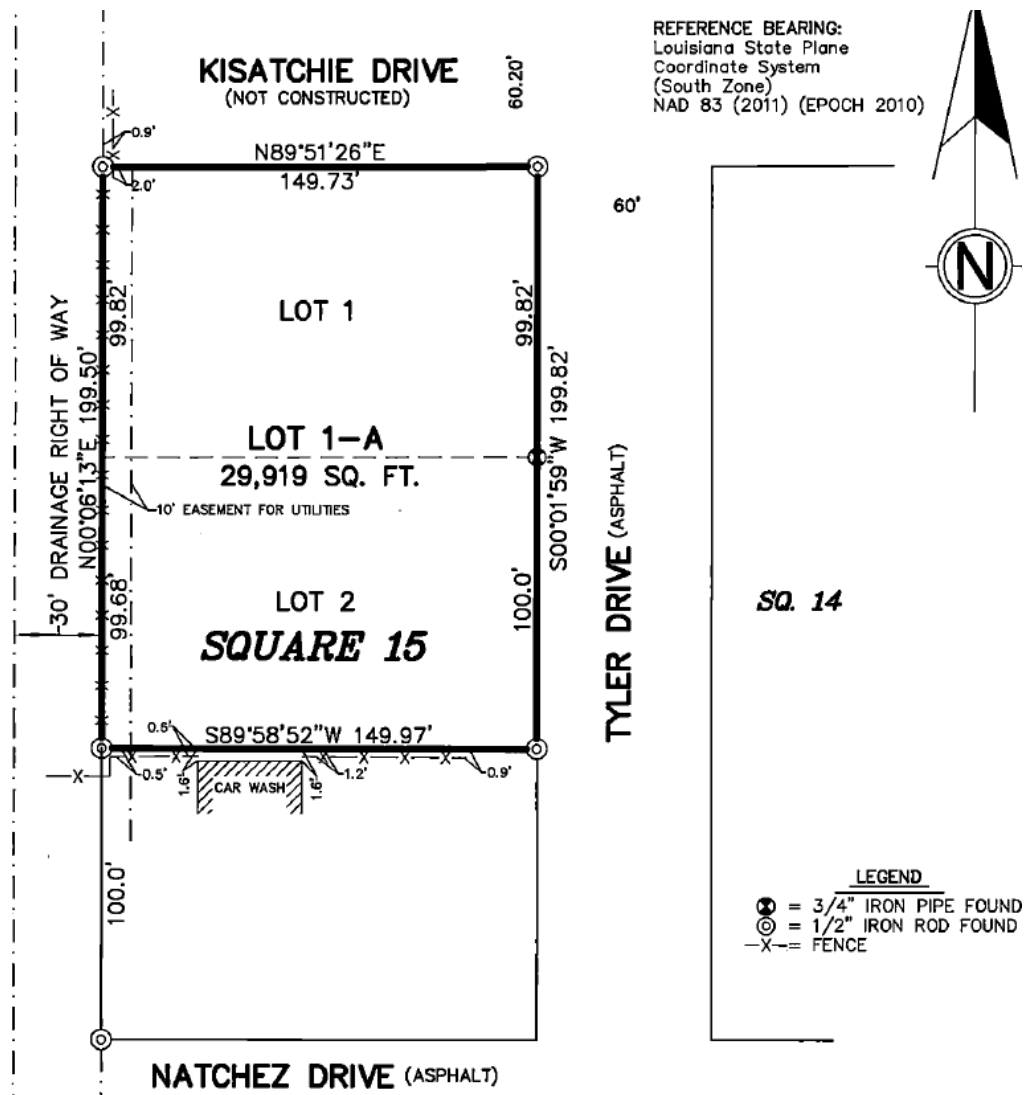 REFERENCE BEARING:
Louisiana State Plane
Coordinate System
(South Zone)
NAD 83 (2011) (EPOCH 2010)
KISATCHIE DRIVE
(NOT CONSTRUCTED)
60.20'
0.9'
N89°51'26"E
149.73'
2.0'
60'
N
LOT 1
99.82'
99.82'
30' DRAINAGE RIGHT OF WAY
N00°06'13"E 199.50'
S00°01'59"W 199.82'
LOT 1-A
29,919 SQ. FT.
10' EASEMENT FOR UTILITIES
TYLER DRIVE (ASPHALT)
99.68'
100.0'
LOT 2
SQUARE 15
SQ. 14
0.5'
S89°58'52"W 149.97'
0.5'
1.6'
CAR WASH
1.6'
1.2'
0.9'
100.0'
LEGEND
= 3/4" IRON PIPE FOUND
= 1/2" IRON ROD FOUND
-X-= FENCE
NATCHEZ DRIVE (ASPHALT)